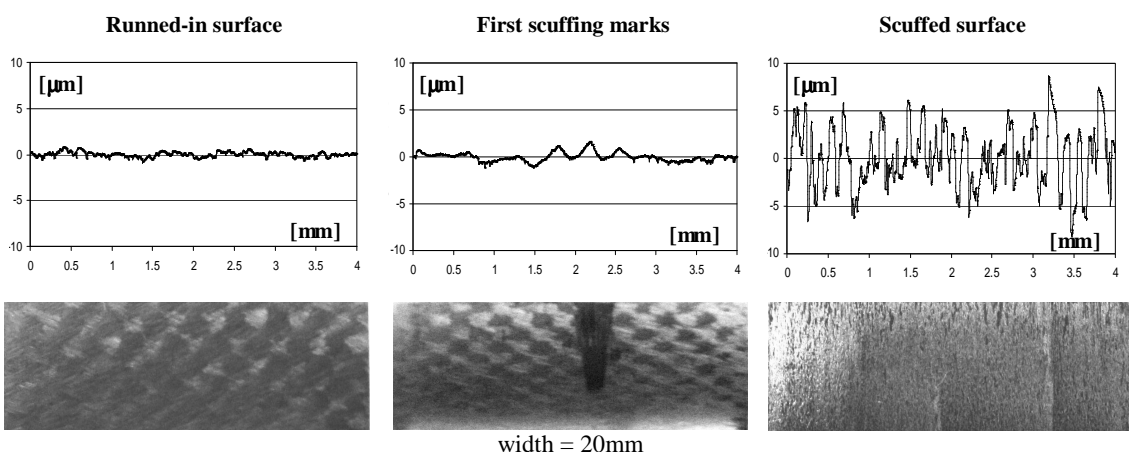 Runned-in surface
First scuffing marks
Scuffed surface
10
[μm]
5
0
-5
[mm]
-10
0 0.5 1 1.5 2 2.5 3 3.5 4
10
[μm]
5
0
-5
[mm]
-10
0 0.5 1 1.5 2 2.5 3 3.5 4
10
[μm]
5
0
-5
[mm]
10
0 0.5 1 1.5 2 2.5 3 3.5 4
width = 20mm